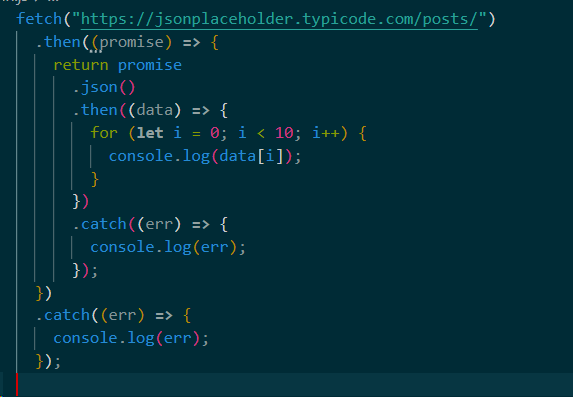 fetch("https://jsonplaceholder.typicode.com/posts/")
  .then((promise) => {
    return promise
      .json()
      .then((data) => {
        for (let i = 0; i < 10; i++) {
          console.log(data[i]);
        }
      })
      .catch((err) => {
        console.log(err);
      });
  })
  .catch((err) => {
    console.log(err);
  });